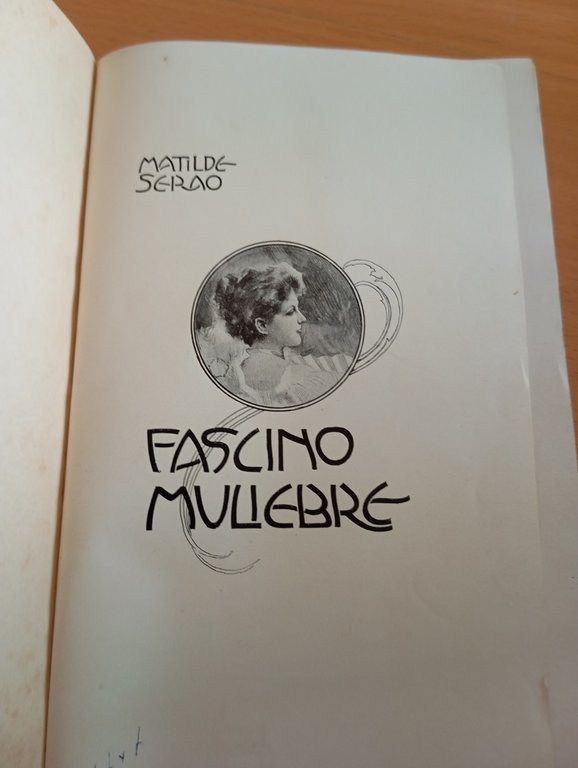 MATILDE
SERAO
FASCINO
MULIEBRE